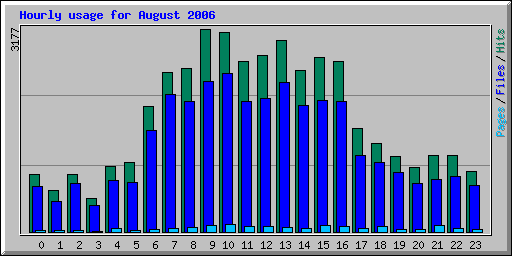 Hourly usage for August 2006
3177
Pages/Files/Hits
0 1 2 3 4 5 6 7 8 9 10 11 12 13 14 15 16 17 18 19 20 21 22 23